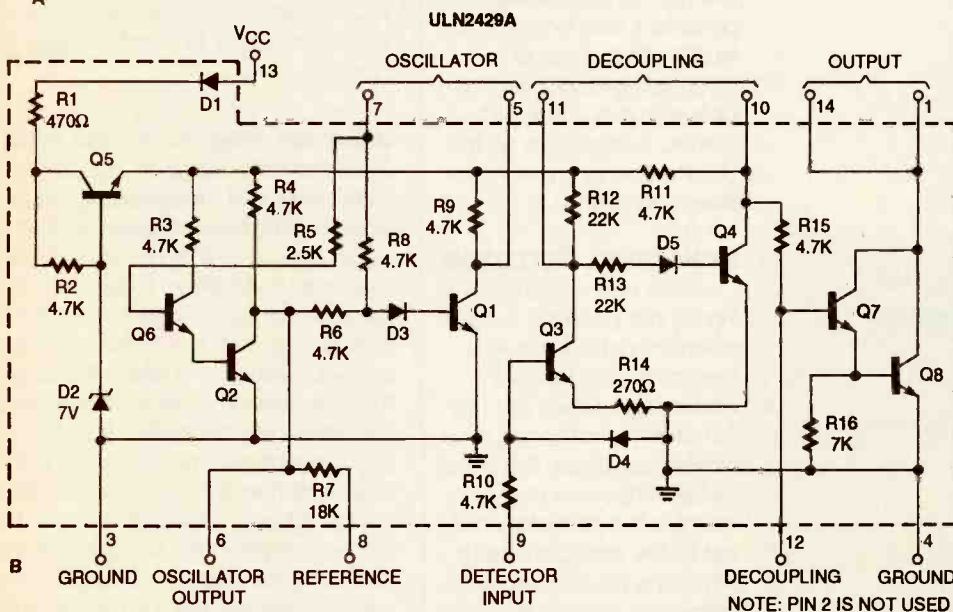 A
ULN2429A
VCC
OSCILLATOR
DECOUPLING
OUTPUT
13
7
5
11
10
14
1
D1
R1
470Ω
Q5
R4
4.7K
R3
4.7K
R5
2.5K
R8
4.7K
R9
4.7K
R12
22K
R11
4.7K
Q4
R15
4.7K
R2
4.7K
Q6
R6
4.7K
D3
Q1
R13
22K
D5
Q7
Q3
R14
270Ω
Q8
D2
7V
Q2
D4
R16
7K
R7
18K
R10
4.7K
3
6
8
9
12
4
B
GROUND
OSCILLATOR
OUTPUT
REFERENCE
DETECTOR
INPUT
DECOUPLING
GROUND
NOTE: PIN 2 IS NOT USED